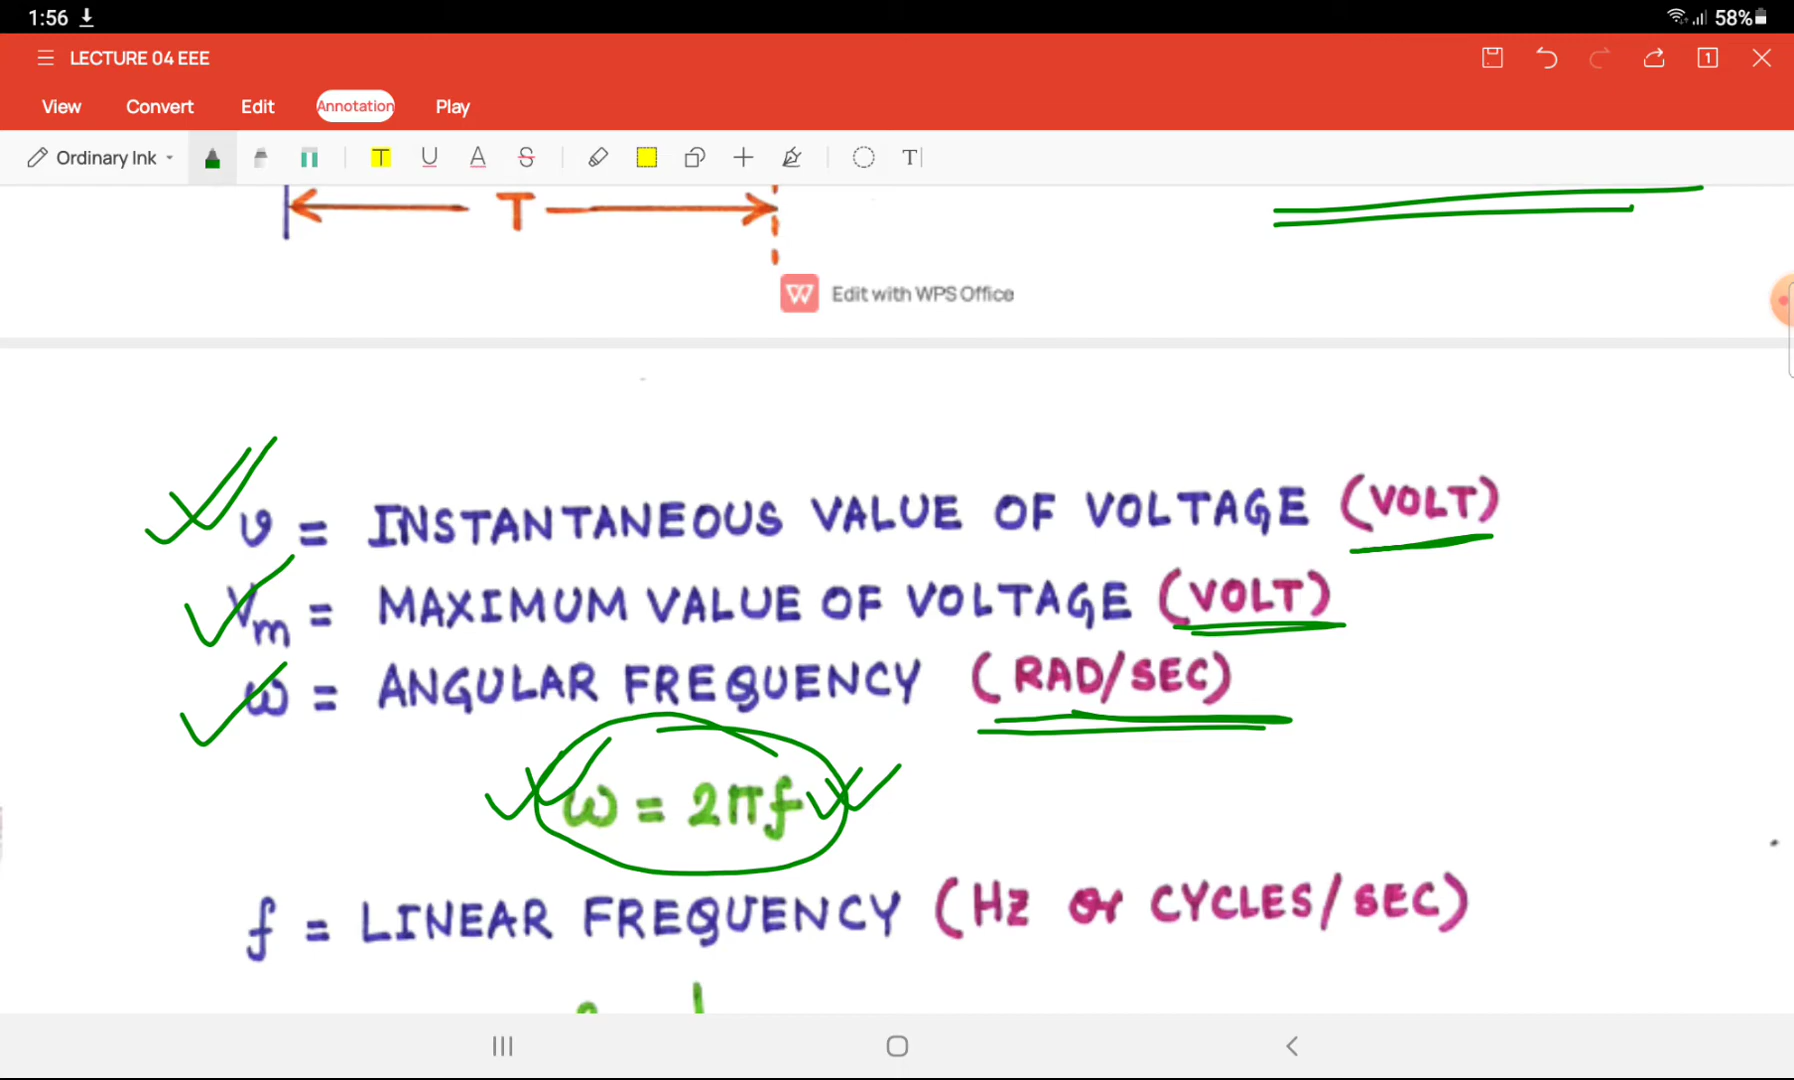 1:56
58%
LECTURE 04 EEE
1
View Convert Edit Annotation Play
Ordinary Ink T U A S T
T
W Edit with WPS Office
v = INSTANTANEOUS VALUE OF VOLTAGE (VOLT)
Vm = MAXIMUM VALUE OF VOLTAGE (VOLT)
ω = ANGULAR FREQUENCY (RAD/SEC)
ω = 2πf
f = LINEAR FREQUENCY (HZ or CYCLES/SEC)